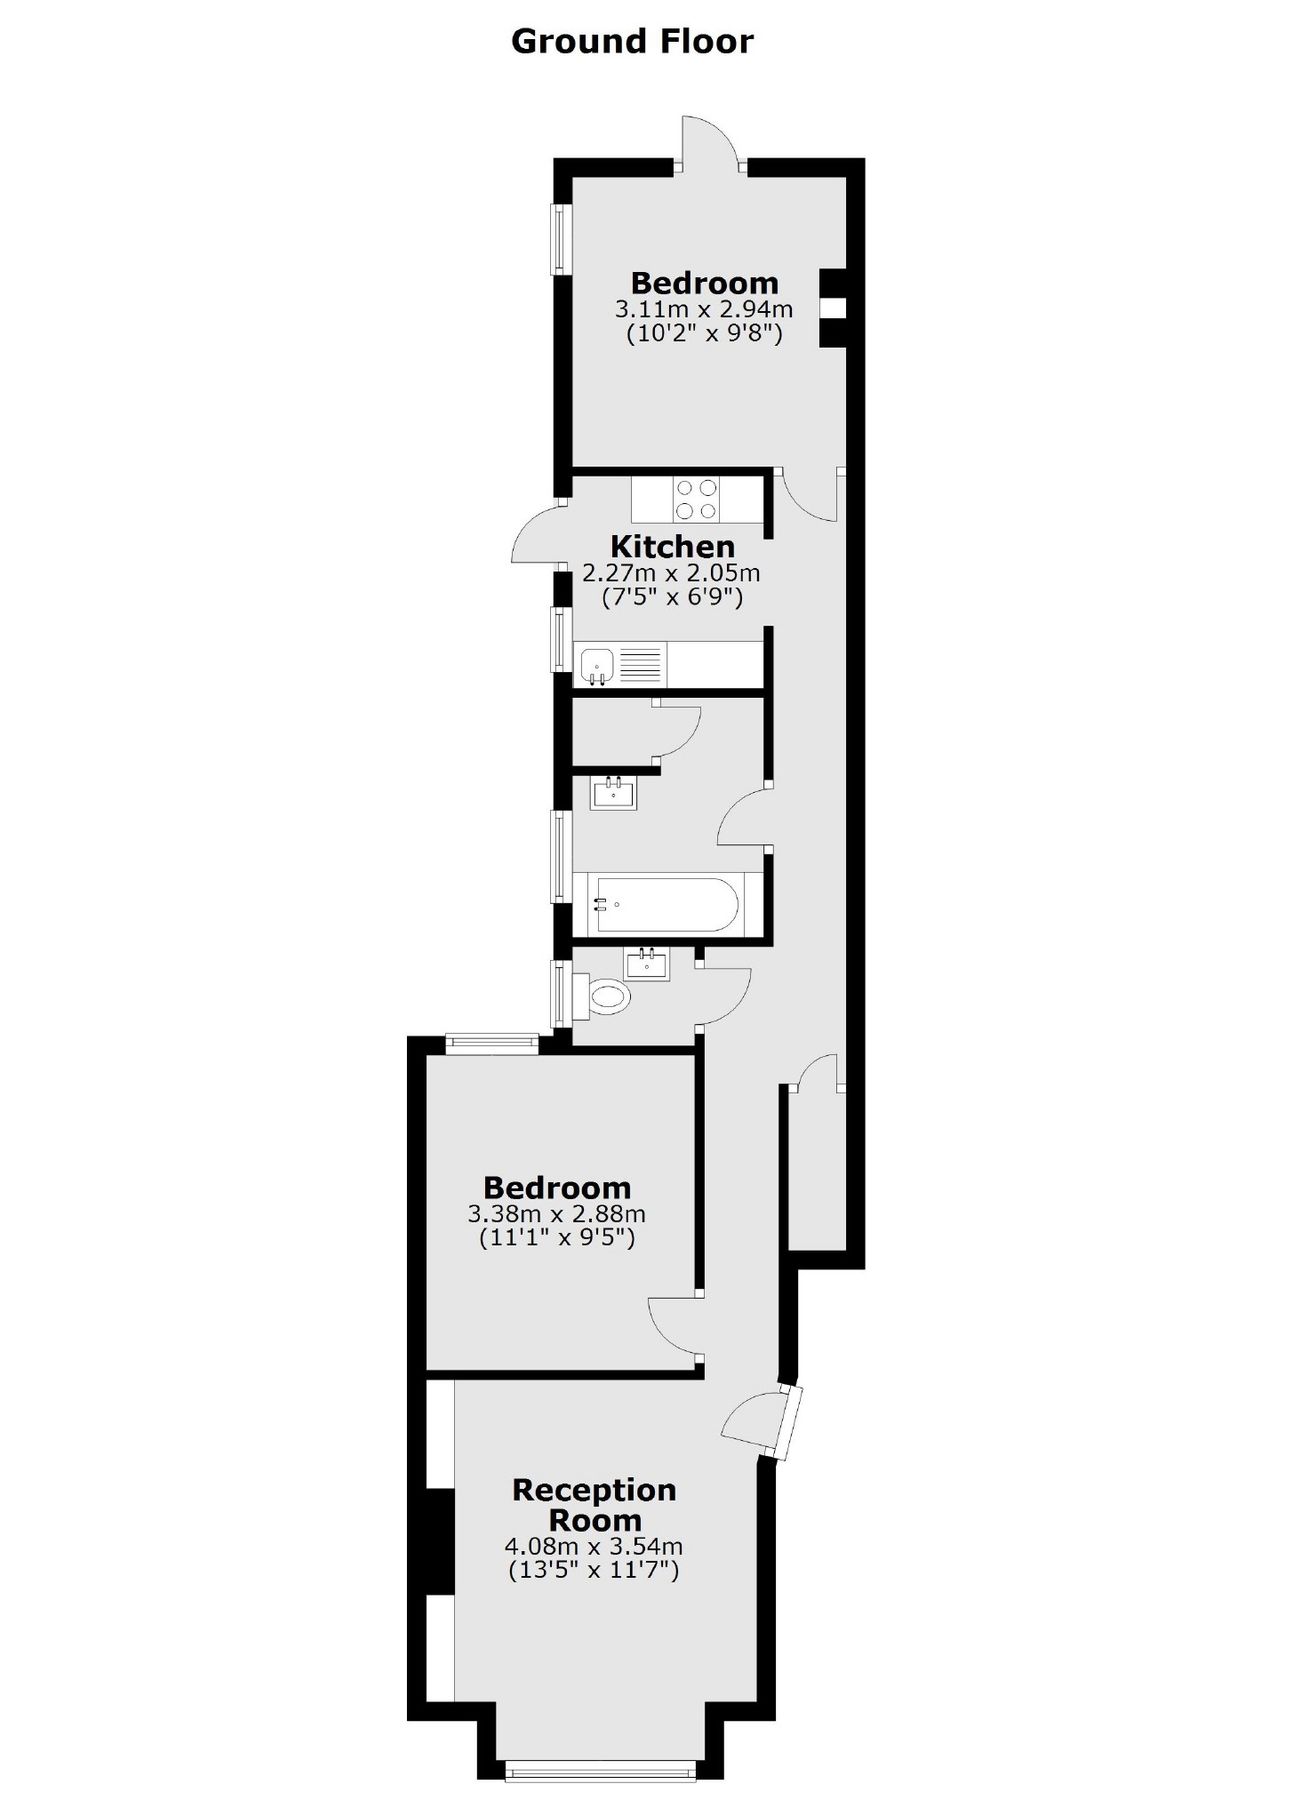 Ground Floor
Bedroom
3.11m x 2.94m
(10'2" x 9'8")
Kitchen
2.27m x 2.05m
(7'5" x 6'9")
Bedroom
3.38m x 2.88m
(11'1" x 9'5")
Reception
Room
4.08m x 3.54m
(13'5" x 11'7")